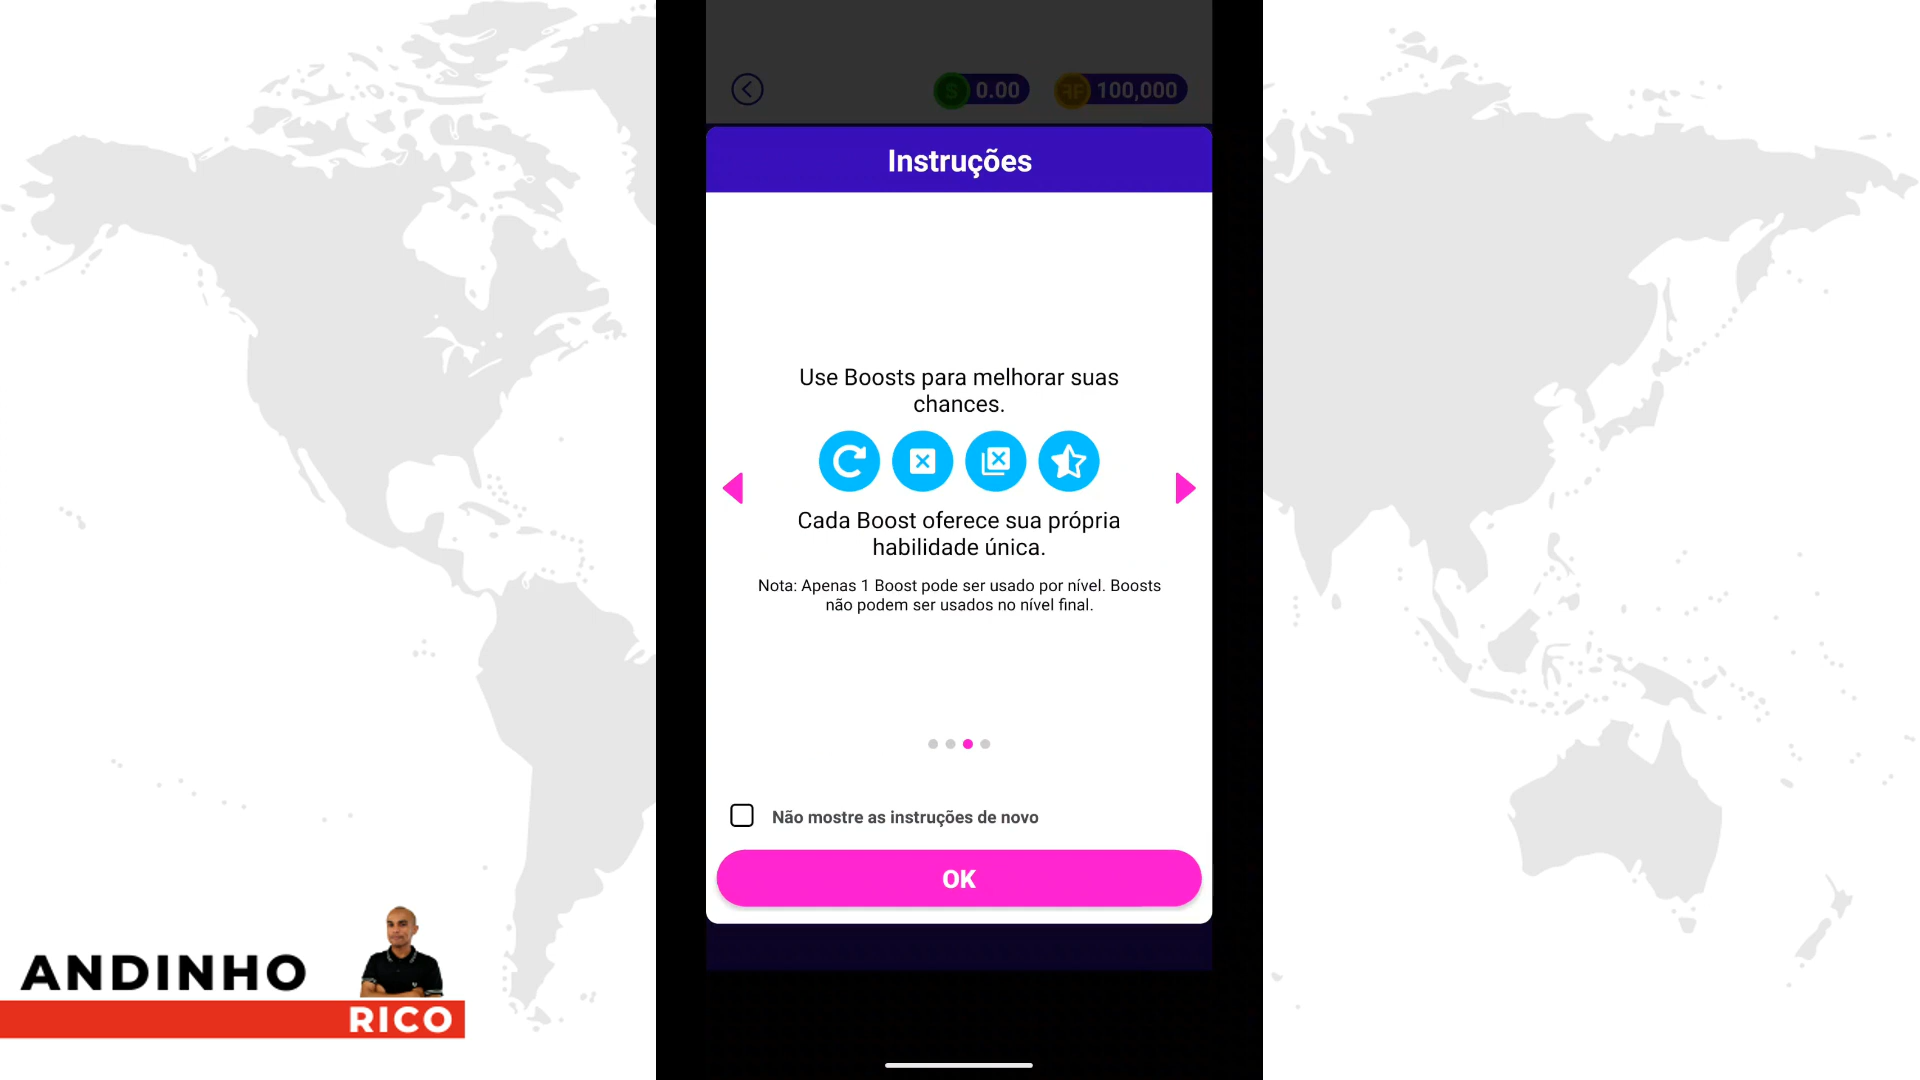 S 0.00 RF 100,000
Instruções
Use Boosts para melhorar suas
chances.
Cada Boost oferece sua própria
habilidade única.
Nota: Apenas 1 Boost pode ser usado por nível. Boosts
não podem ser usados no nível final.
Não mostre as instruções de novo
OK
ANDINHO
RICO